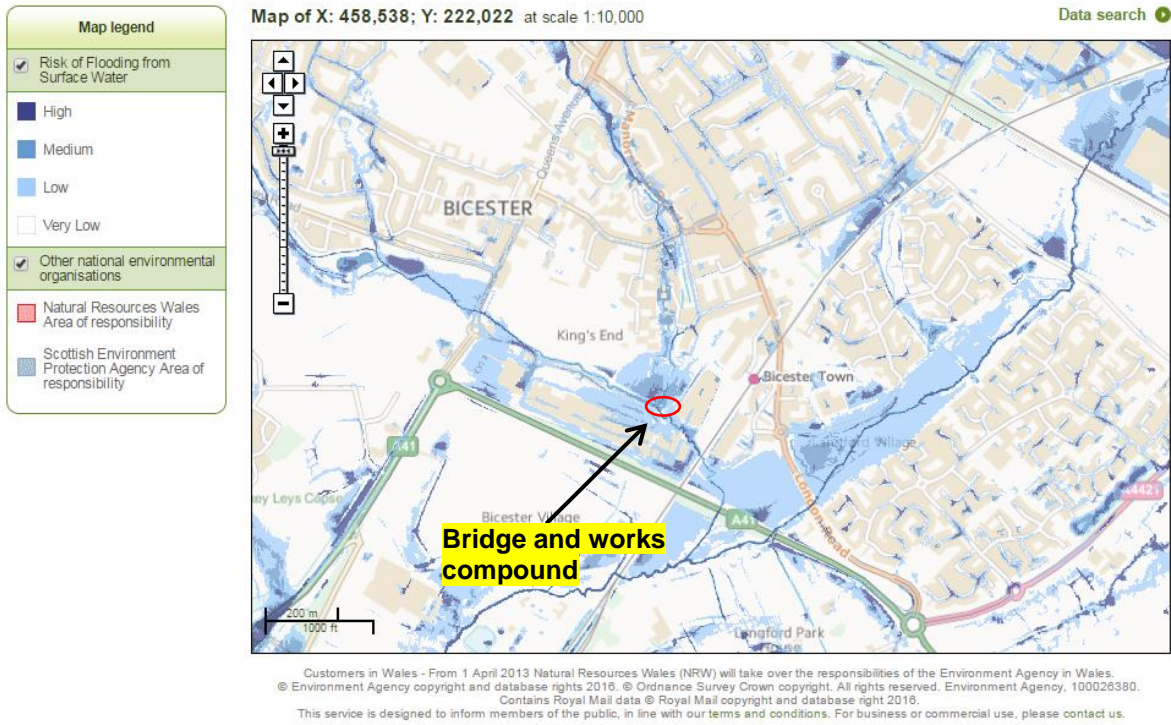 Map legend
Risk of Flooding from
Surface Water
High
Medium
Low
Very Low
Other national environmental
organisations
Natural Resources Wales
Area of responsibility
Scottish Environment
Protection Agency Area of
responsibility
Map of X: 458,538; Y: 222,022 at scale 1:10,000
Data search
Queens Avenue
BICESTER
King's End
Bicester Town
Langford Village
A41
A4421
Bicester Village
London Road
A41
Bridge and works
compound
200 m
1000 ft
Langford Park
House
Customers in Wales - From 1 April 2013 Natural Resources Wales (NRW) will take over the responsibilities of the Environment Agency in Wales.
© Environment Agency copyright and database rights 2016. © Ordnance Survey Crown copyright. All rights reserved. Environment Agency, 100026380.
Contains Royal Mail data © Royal Mail copyright and database right 2016.
This service is designed to inform members of the public, in line with our terms and conditions. For business or commercial use, please contact us.